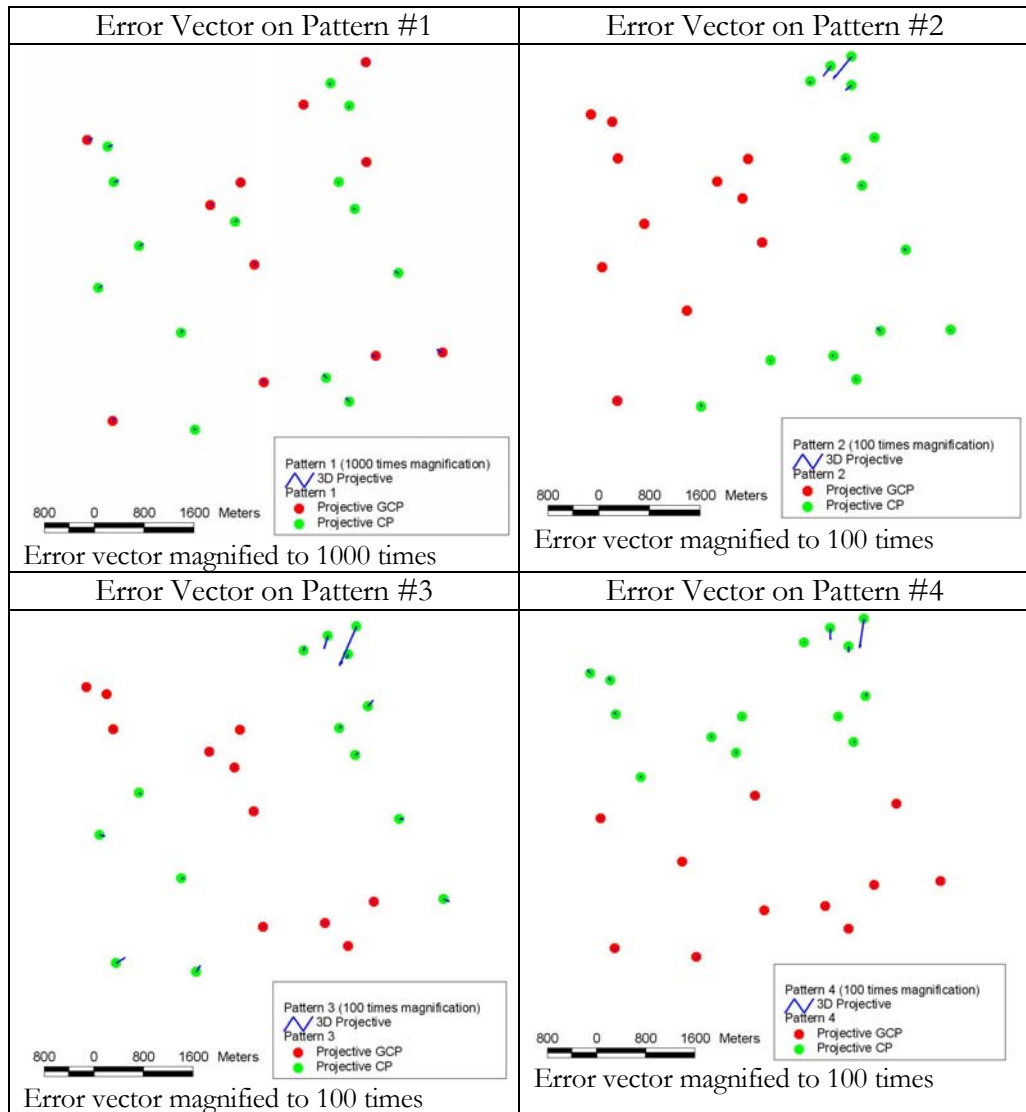 Error Vector on Pattern #1
Error Vector on Pattern #2
Pattern 1 (1000 times magnification)
3D Projective
Pattern 1
Projective GCP
Projective CP
800 0 800 1600 Meters
Error vector magnified to 1000 times
Pattern 2 (100 times magnification)
3D Projective
Pattern 2
Projective GCP
Projective CP
800 0 800 1600 Meters
Error vector magnified to 100 times
Error Vector on Pattern #3
Error Vector on Pattern #4
Pattern 3 (100 times magnification)
3D Projective
Pattern 3
Projective GCP
Projective CP
800 0 800 1600 Meters
Error vector magnified to 100 times
Pattern 4 (100 times magnification)
3D Projective
Pattern 4
Projective GCP
Projective CP
800 0 800 1600 Meters
Error vector magnified to 100 times